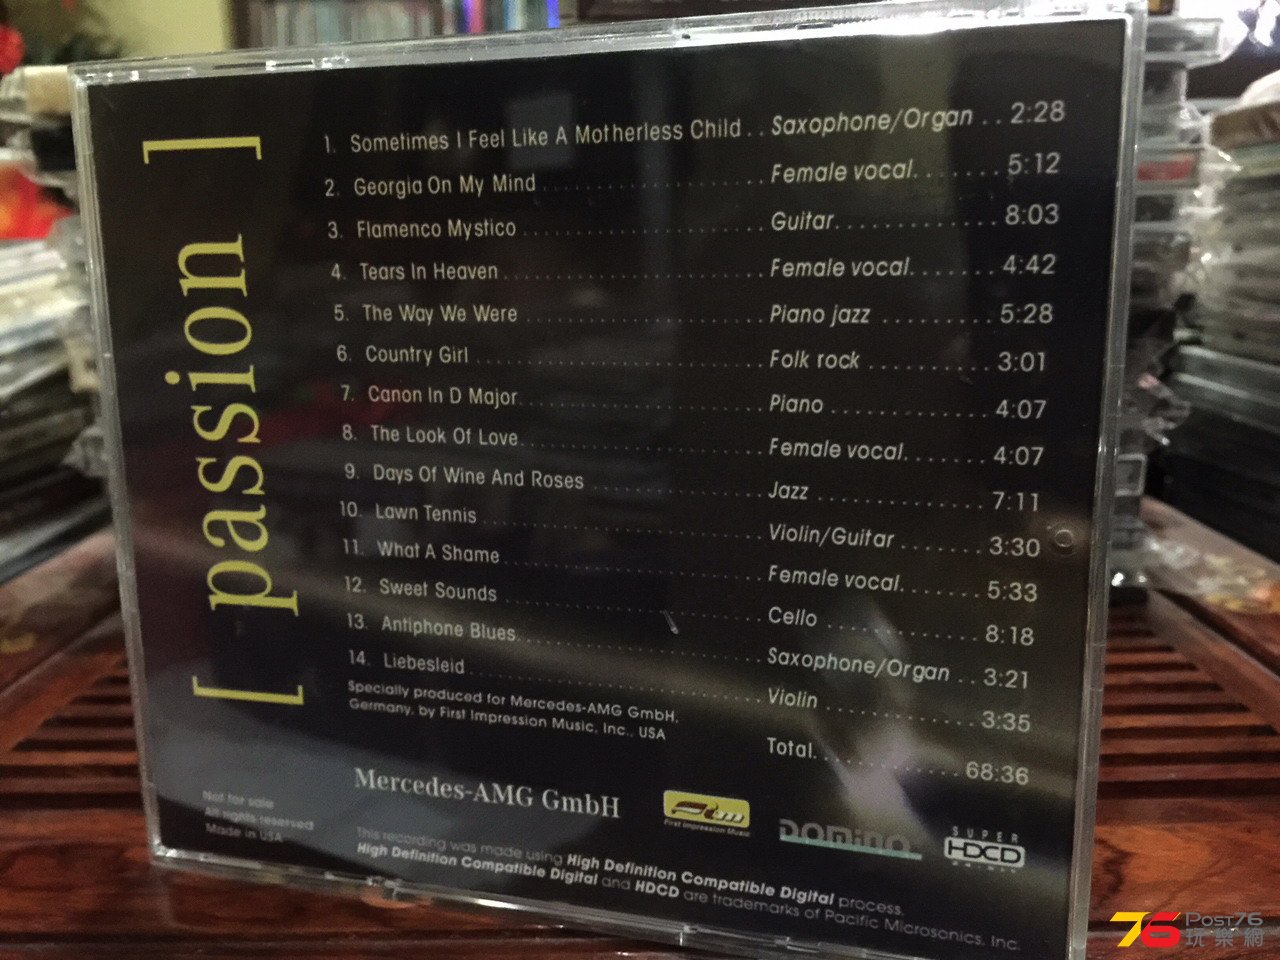 [ passion ]
1. Sometimes I Feel Like A Motherless Child . . Saxophone/Organ . . 2:28
2. Georgia On My Mind . . . . . Female vocal. . . . . . . 5:12
3. Flamenco Mystico . . . . . Guitar. . . . . . . . . . . 8:03
4. Tears In Heaven . . . . . Female vocal. . . . . . . 4:42
5. The Way We Were . . . . . Piano jazz . . . . . . . . . 5:28
6. Country Girl . . . . . Folk rock . . . . . . . . . . 3:01
7. Canon In D Major. . . . . Piano . . . . . . . . . . . . 4:07
8. The Look Of Love. . . . . Female vocal. . . . . . . 4:07
9. Days Of Wine And Roses . . . . . Jazz . . . . . . . . . . . . . 7:11
10. Lawn Tennis . . . . . Violin/Guitar . . . . . . . 3:30
11. What A Shame . . . . . Female vocal. . . . . . . 5:33
12. Sweet Sounds . . . . . Cello . . . . . . . . . . . . . 8:18
13. Antiphone Blues. . . . . Saxophone/Organ . . 3:21
14. Liebesleid . . . . . Violin . . . . . . . . . . . . 3:35
Total. . . . . . . . . . . . 68:36
Specially produced for Mercedes-AMG GmbH,
Germany, by First Impression Music, Inc., USA
Mercedes-AMG GmbH
Not for sale
All rights reserved
Made in USA
fim
First Impression Music
DOMINO
SUPER
HDCD
This recording was made using High Definition Compatible Digital process.
High Definition Compatible Digital and HDCD are trademarks of Pacific Microsonics, Inc.
76 POST76
玩樂網